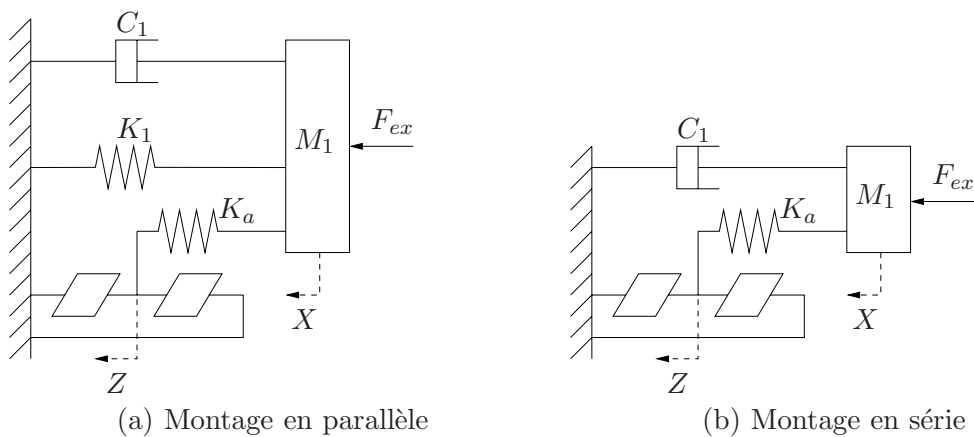 C₁
K₁
M₁
Fₑₓ
Kₐ
X
Z
(a) Montage en parallèle
C₁
Kₐ
M₁
Fₑₓ
X
Z
(b) Montage en série